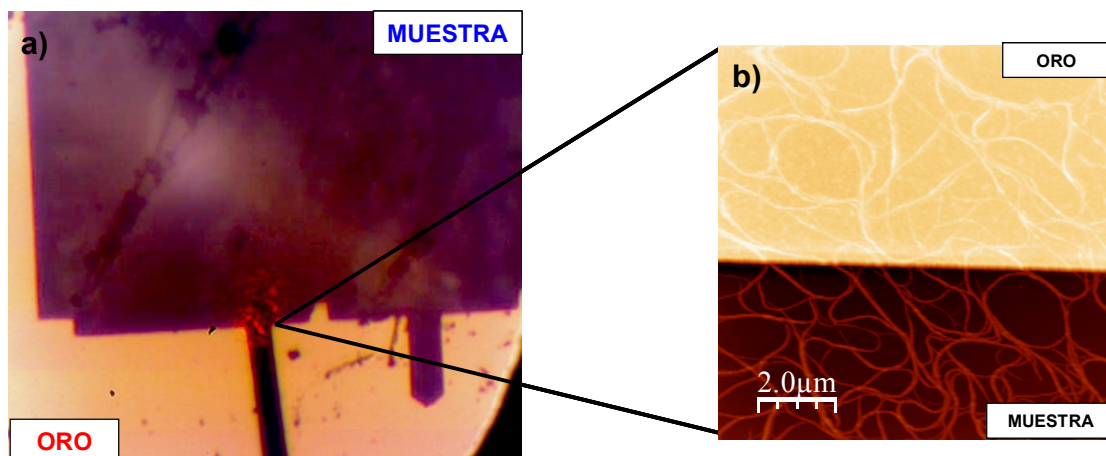 a)
MUESTRA
ORO
b)
ORO
2.0µm
MUESTRA